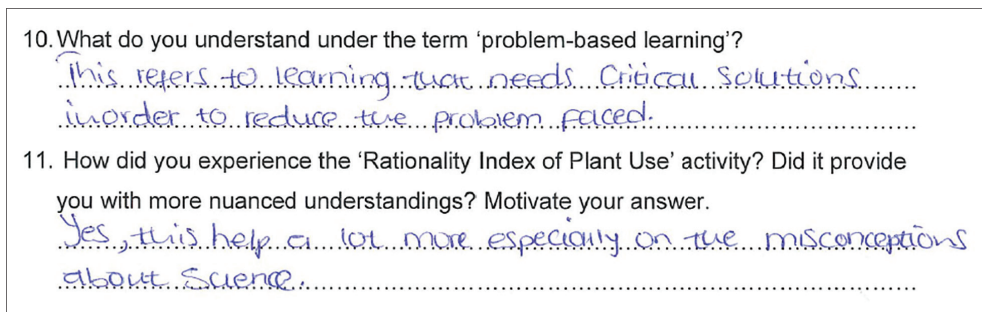 10. What do you understand under the term ‘problem-based learning’?
This refers to learning that needs Critical Solutions
inorder to reduce the problem faced.
11. How did you experience the ‘Rationality Index of Plant Use’ activity? Did it provide
you with more nuanced understandings? Motivate your answer.
Yes, this help a lot more especially on the misconceptions
about Science.